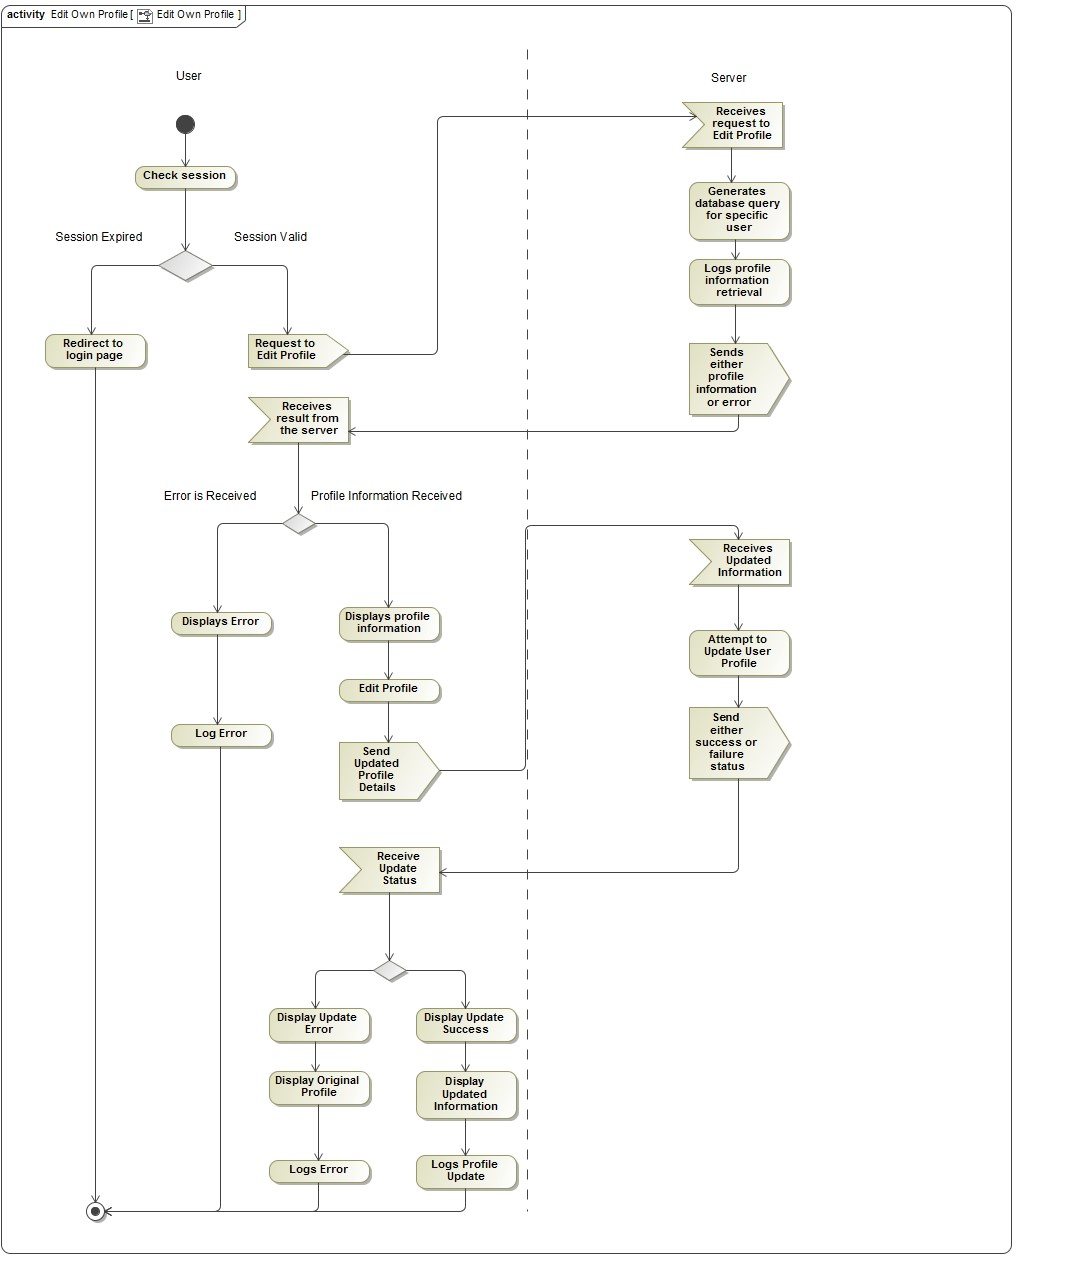 activity Edit Own Profile [ Edit Own Profile ]
User
Server
Receives
request to
Edit Profile
Check session
Generates
database query
for specific
user
Session Expired
Session Valid
Logs profile
information
retrieval
Redirect to
login page
Request to
Edit Profile
Sends
either
profile
information
or error
Receives
result from
the server
Error is Received
Profile Information Received
Receives
Updated
Information
Displays Error
Displays profile
information
Attempt to
Update User
Profile
Edit Profile
Log Error
Send
Updated
Profile
Details
Send
either
success or
failure
status
Receive
Update
Status
Display Update
Error
Display Update
Success
Display Original
Profile
Display
Updated
Information
Logs Error
Logs Profile
Update